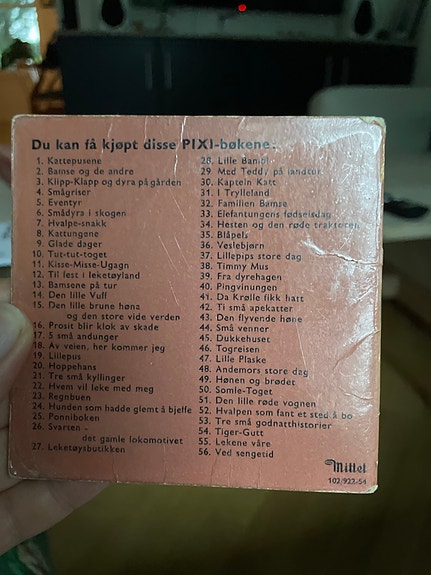 Du kan få kjøpt disse PIXI-bøkene:
1. Kattepusene
2. Bamse og de andre
3. Klipp-Klapp og dyra på gården
4. Smågriser
5. Eventyr
6. Smådyra i skogen
7. Hvalpe-snakk
8. Kattungene
9. Glade dager
10. Tut-tut-toget
11. Kisse-Misse-Ugagn
12. Til fest i leketøyland
13. Bamsene på tur
14. Den lille Vuff
15. Den lille brune høna
og den store vide verden
16. Prosit blir klok av skade
17. 5 små andunger
18. Av veien, her kommer jeg
19. Lillepus
20. Hoppehans
21. Tre små kyllinger
22. Hvem vil leke med meg
23. Regnbuen
24. Hunden som hadde glemt å bjeffe
25. Ponniboken
26. Svarten –
det gamle lokomotivet
27. Leketøysbutikken
28. Lille Bambi
29. Med Teddy på landtur
30. Kaptein Katt
31. I Trylleland
32. Familien Bamse
33. Elefantungens fødselsdag
34. Hesten og den røde traktoren
35. Blåpels
36. Veslebjørn
37. Lillepips store dag
38. Timmy Mus
39. Fra dyrehagen
40. Pingvinungen
41. Da Krølle fikk hatt
42. Ti små apekatter
43. Den flyvende høne
44. Små venner
45. Dukkehuset
46. Togreisen
47. Lille Plaske
48. Andemors store dag
49. Hønen og brødet
50. Somle-Toget
51. Den lille røde vognen
52. Hvalpen som fant et sted å bo
53. Tre små godnatthistorier
54. Tiger-Gutt
55. Lekene våre
56. Ved sengetid
Mittet
102/922-54